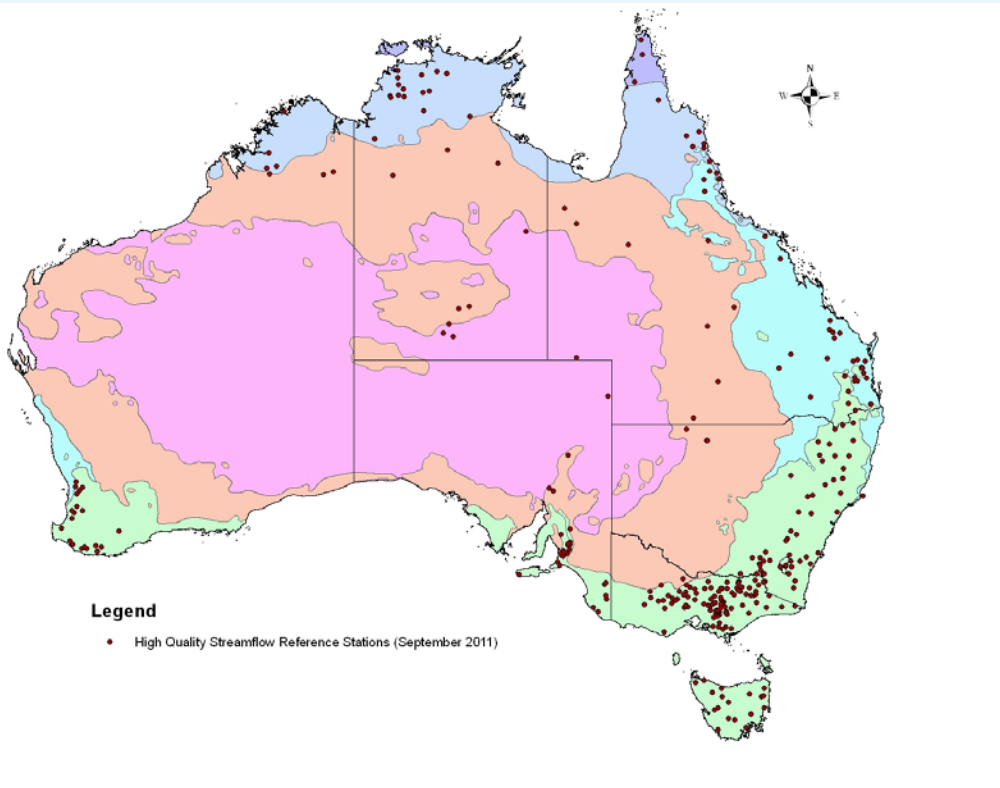 N
W E
S
Legend
High Quality Streamflow Reference Stations (September 2011)